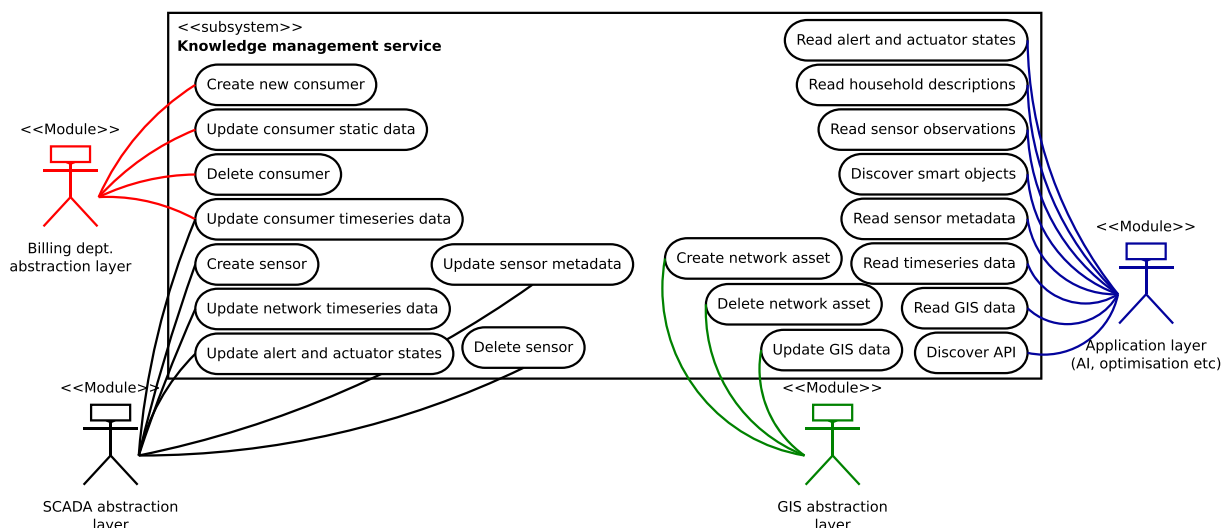 <<subsystem>>
Knowledge management service
Read alert and actuator states
Create new consumer
Read household descriptions
<<Module>>
Update consumer static data
Read sensor observations
Delete consumer
Discover smart objects
Update consumer timeseries data
Read sensor metadata
<<Module>>
Billing dept.
abstraction layer
Create sensor
Update sensor metadata
Create network asset
Read timeseries data
Update network timeseries data
Delete network asset
Read GIS data
Update alert and actuator states
Delete sensor
Update GIS data
Discover API
Application layer
(AI, optimisation etc)
<<Module>>
<<Module>>
SCADA abstraction
layer
GIS abstraction
layer